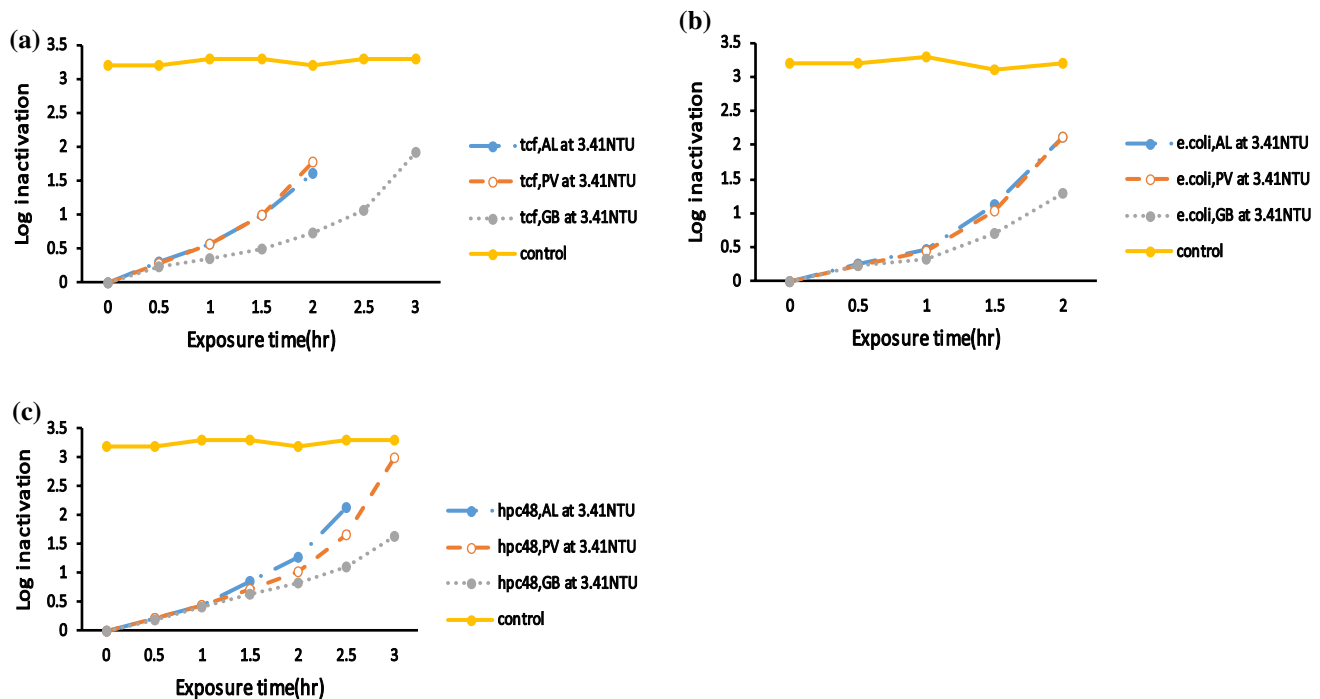 (a)
3.5
3
2.5
2
1.5
1
0.5
0
Log inactivation
0 0.5 1 1.5 2 2.5 3
Exposure time(hr)
tcf,AL at 3.41NTU
tcf,PV at 3.41NTU
tcf,GB at 3.41NTU
control
(b)
3.5
3
2.5
2
1.5
1
0.5
0
Log inactivation
0 0.5 1 1.5 2
Exposure time(hr)
e.coli,AL at 3.41NTU
e.coli,PV at 3.41NTU
e.coli,GB at 3.41NTU
control
(c)
3.5
3
2.5
2
1.5
1
0.5
0
Log inactivation
0 0.5 1 1.5 2 2.5 3
Exposure time(hr)
hpc48,AL at 3.41NTU
hpc48,PV at 3.41NTU
hpc48,GB at 3.41NTU
control